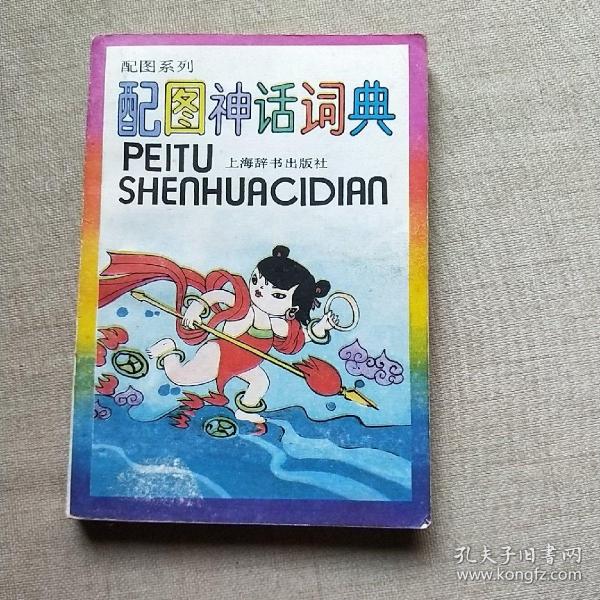 配图系列
配图神话词典
PEITU 上海辞书出版社
SHENHUACIDIAN
孔夫子旧书网
www.kongfz.com